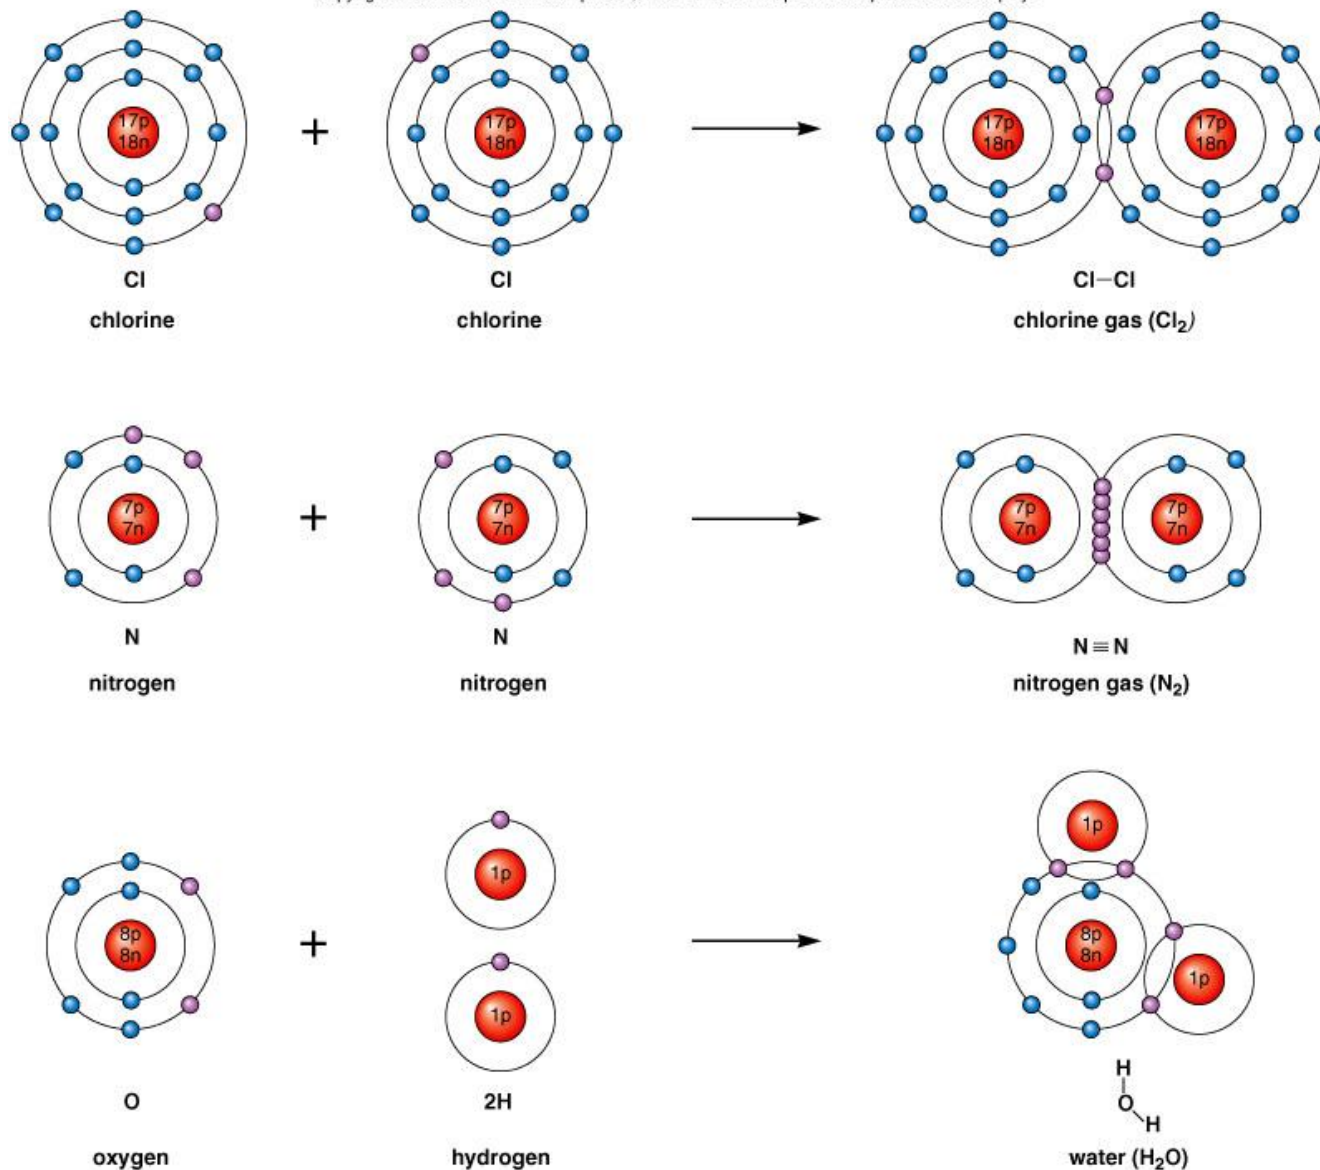 17p
18n
+
17p
18n
17p
18n
17p
18n
Cl
Cl
Cl–Cl
chlorine
chlorine
chlorine gas (Cl₂)
7p
7n
+
7p
7n
7p
7n
7p
7n
N
N
N≡N
nitrogen
nitrogen
nitrogen gas (N₂)
8p
8n
+
1p
1p
1p
8p
8n
1p
O
2H
H
O
H
oxygen
hydrogen
water (H₂O)